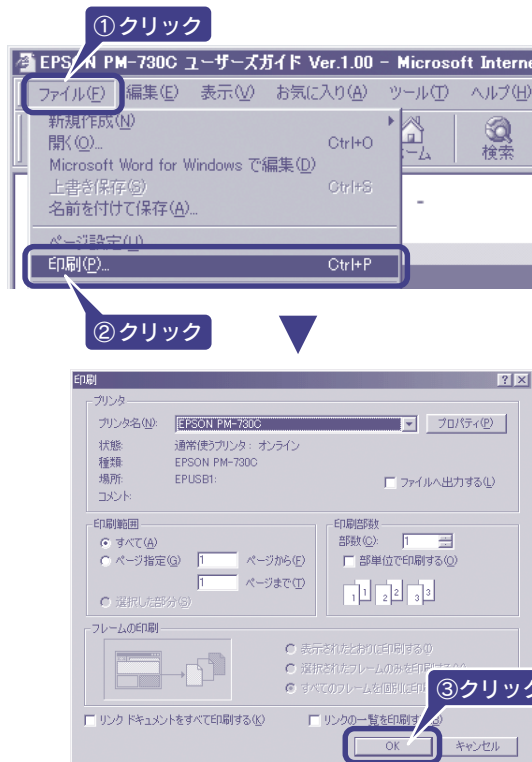 ①クリック
EPSON PM-730C ユーザーズガイド Ver.1.00 - Microsoft Interne
ファイル(F) 編集(E) 表示(V) お気に入り(A) ツール(T) ヘルプ(H)
新規作成(N)
開く(O)... Ctrl+O
ホーム 検索
Microsoft Word for Windows で編集(D)
上書き保存(S) Ctrl+S
名前を付けて保存(A)...
ページ設定(U)...
印刷(P)... Ctrl+P
②クリック
印刷
プリンタ
プリンタ名(N): EPSON PM-730C プロパティ(P)
状態: 通常使うプリンタ: オンライン
種類: EPSON PM-730C
場所: EPUSB1: ファイルへ出力する(L)
コメント:
印刷範囲
すべて(A)
ページ指定(G) 1 ページから(F)
1 ページまで(T)
選択した部分(S)
印刷部数
部数(C): 1
部単位で印刷する(O)
1 1 2 2 3 3
フレームの印刷
表示されたとおりに印刷する(I)
選択されたフレームのみを印刷
すべてのフレームを個別に印
③クリック
リンク ドキュメントをすべて印刷する(K) リンクの一覧を印刷す
OK キャンセル